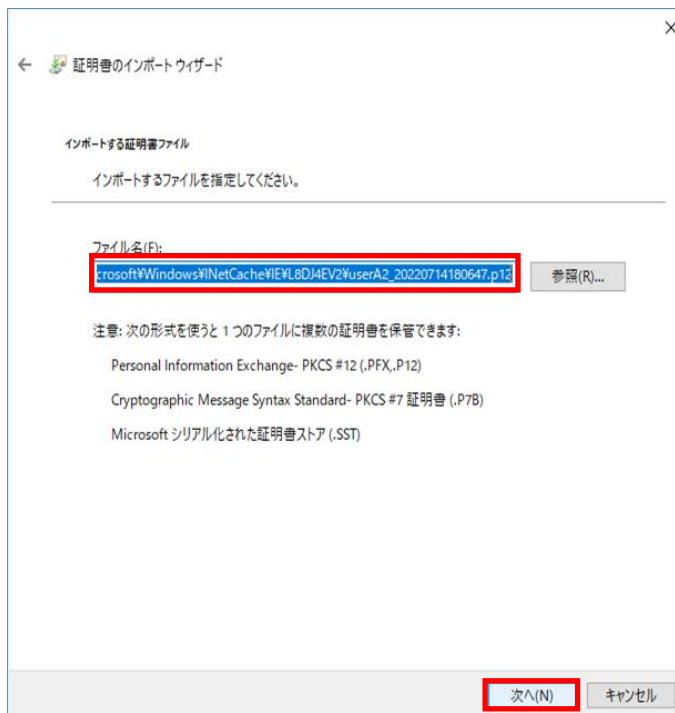 証明書のインポート ウィザード
インポートする証明書ファイル
インポートするファイルを指定してください。
ファイル名(F):
crosoft¥Windows¥INetCache¥IE¥L8DJ4EV2¥userA2_20220714180647.p12
参照(R)...
注意: 次の形式を使うと 1 つのファイルに複数の証明書を保管できます:
Personal Information Exchange- PKCS #12 (.PFX,.P12)
Cryptographic Message Syntax Standard- PKCS #7 証明書 (.P7B)
Microsoft シリアル化された証明書ストア (.SST)
次へ(N)
キャンセル